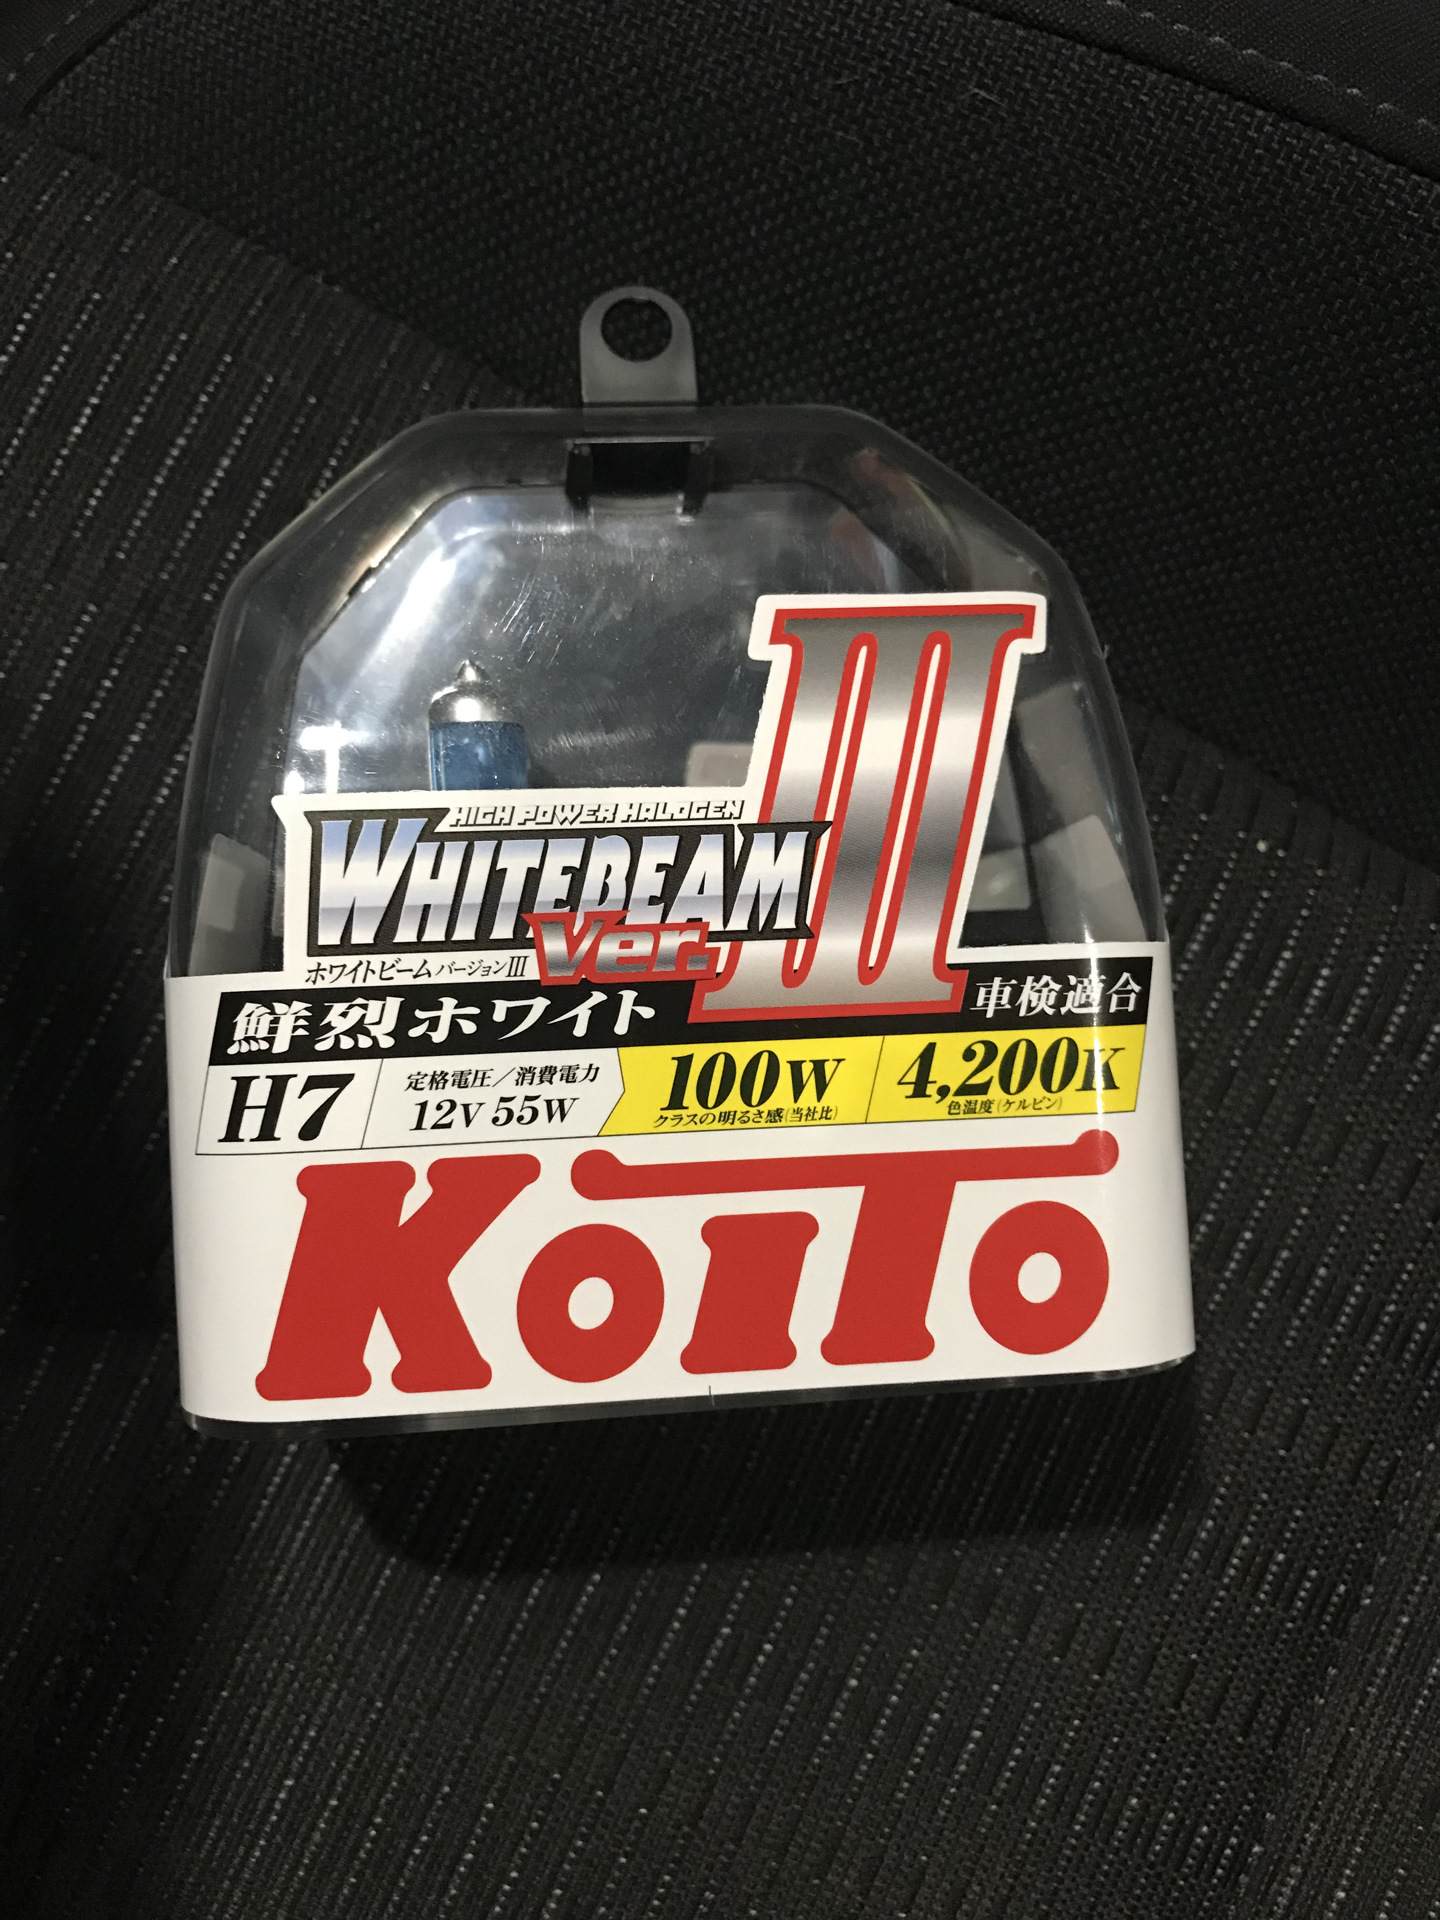 HIGH POWER HALOGEN
WHITEBEAM III
Ver.
ホワイトビーム バージョンIII
鮮烈ホワイト 車検適合
H7 定格電圧/消費電力 12V 55W 100W クラスの明るさ感(当社比) 4,200K 色温度(ケルビン)
KOITO